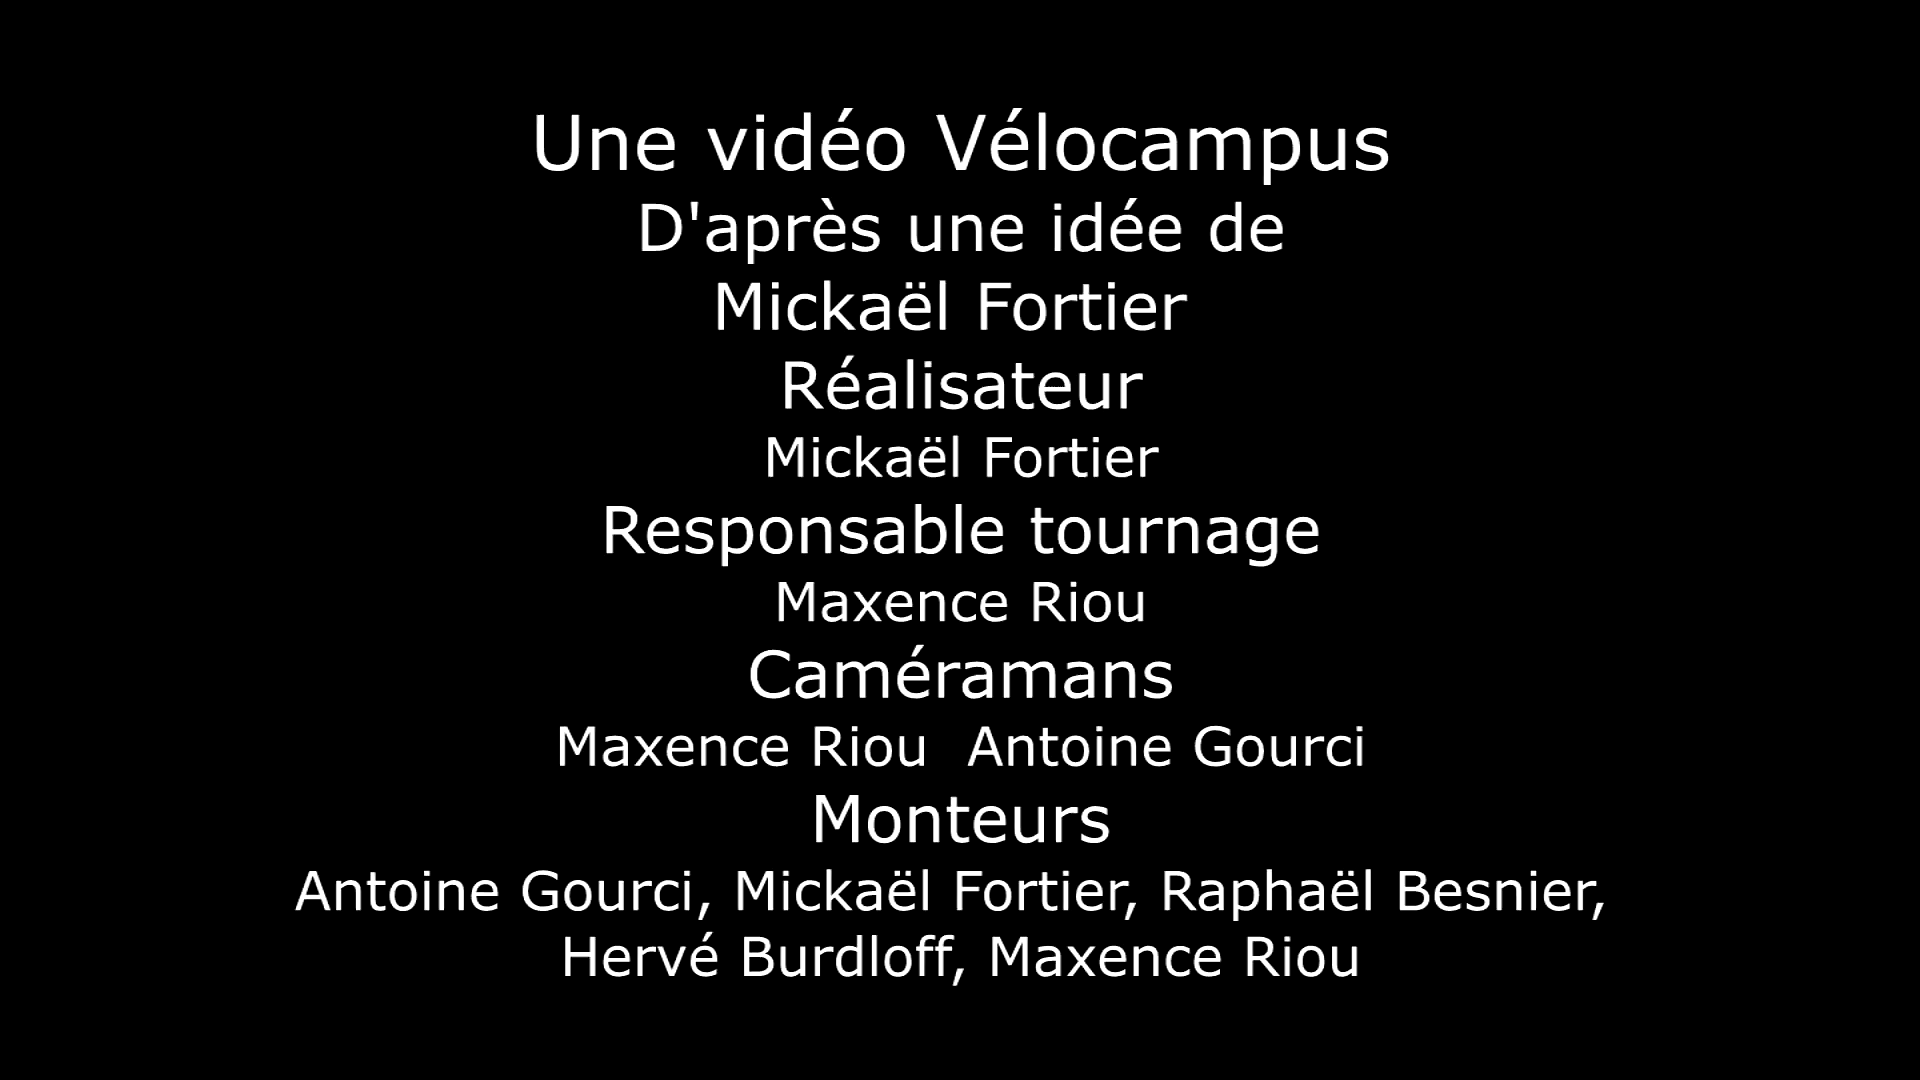 Une vidéo Vélocampus
D'après une idée de
Mickaël Fortier
Réalisateur
Mickaël Fortier
Responsable tournage
Maxence Riou
Caméramans
Maxence Riou  Antoine Gourci
Monteurs
Antoine Gourci, Mickaël Fortier, Raphaël Besnier,
Hervé Burdloff, Maxence Riou